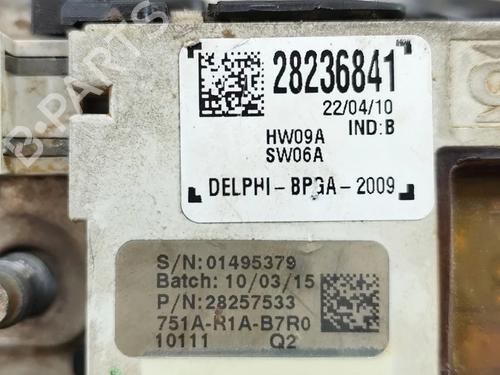 28236841
22/04/10
IND:B
HW09A
SW06A
DELPHI-BPGA-2009
S/N:01495379
Batch: 10/03/15
P/N:28257533
751A-R1A-B7R0
10111 Q2
B-PARTS